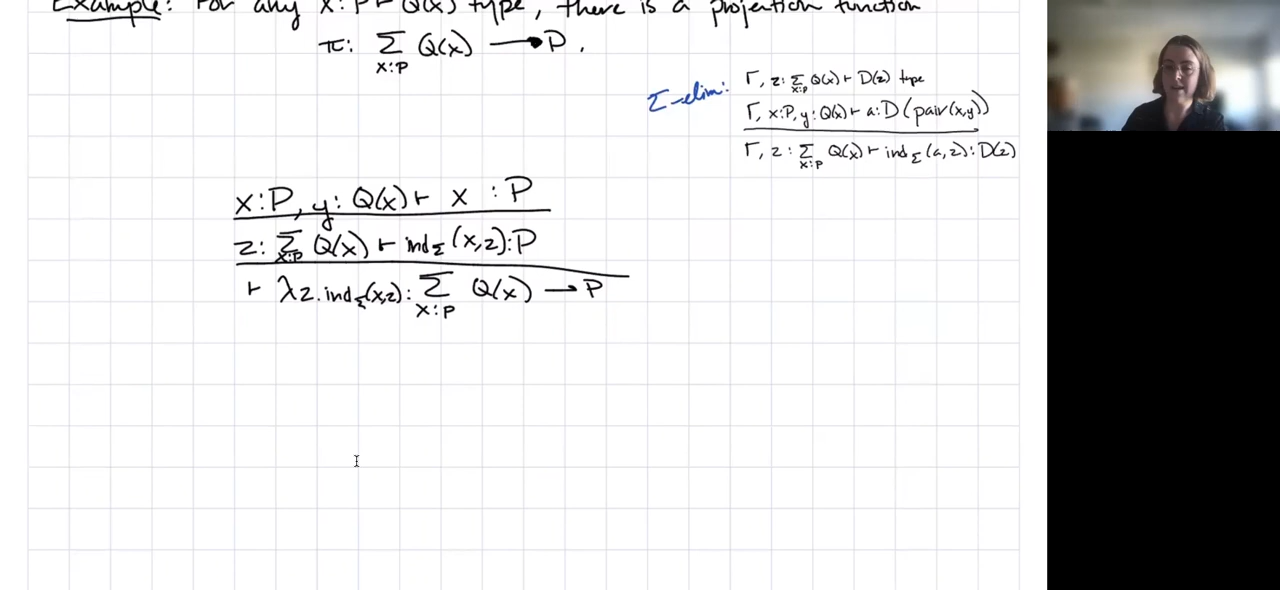 Example: For any x:P ⊢ Q(x) type, there is a projection function
π: Σ_{x:P} Q(x) ⟶ P.
Σ-elim:
Γ, z: Σ_{x:P} Q(x) ⊢ D(z) type
Γ, x:P, y: Q(x) ⊢ a: D(pair(x,y))
Γ, z: Σ_{x:P} Q(x) ⊢ ind_Σ(a,z): D(z)
x:P, y: Q(x) ⊢ x : P
z: Σ_{x:P} Q(x) ⊢ ind_Σ(x,z): P
⊢ λz.ind_Σ(x,z): Σ_{x:P} Q(x) ⟶ P